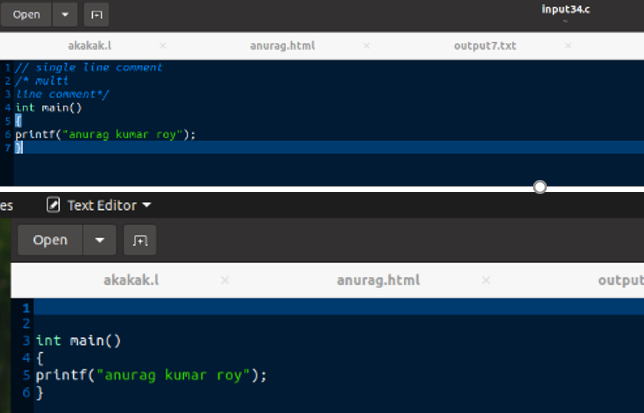 Open
input34.c
akakak.l × anurag.html × output7.txt ×
1 // single line comment
2 /* multi
3 line comment*/
4 int main()
5 {
6 printf("anurag kumar roy");
7 }
es Text Editor
Open
akakak.l × anurag.html × output
1
2
3 int main()
4 {
5 printf("anurag kumar roy");
6 }